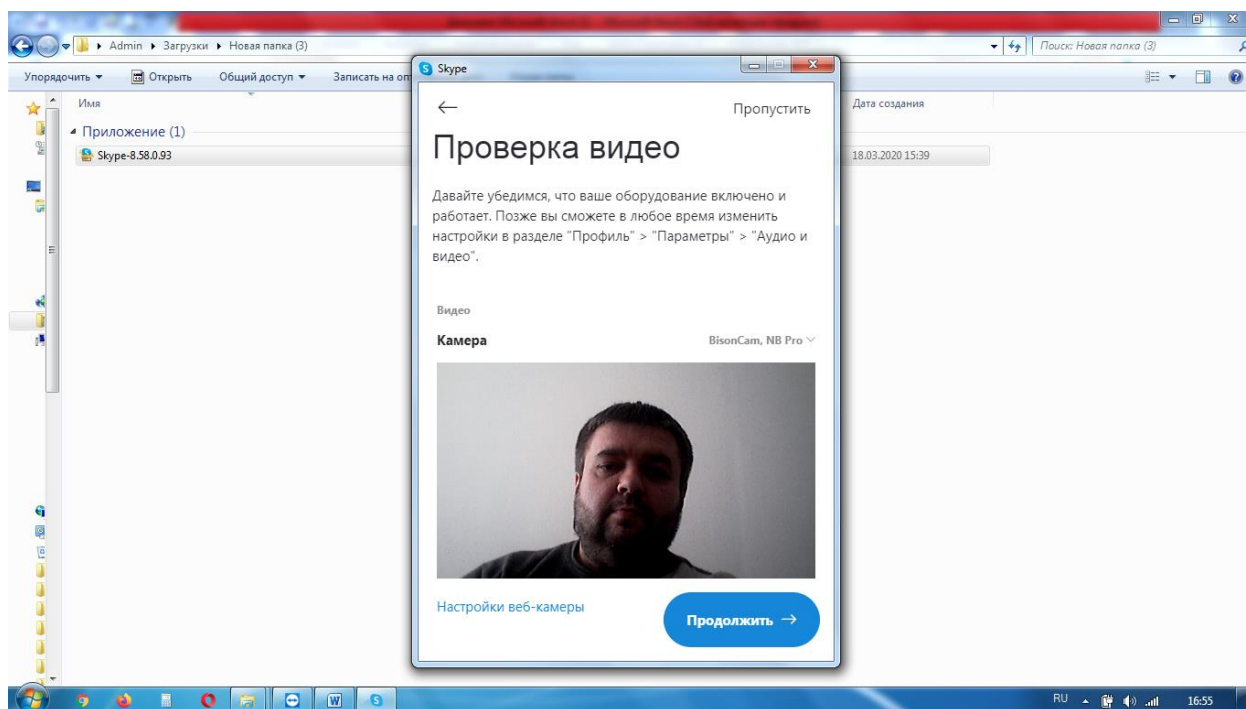 Admin ▸ Загрузки ▸ Новая папка (3)
Поиск: Новая папка (3)
Упорядочить
Открыть
Общий доступ
Записать на оп
Имя
Дата создания
Приложение (1)
Skype-8.58.0.93
18.03.2020 15:39
Skype
Пропустить
Проверка видео
Давайте убедимся, что ваше оборудование включено и
работает. Позже вы сможете в любое время изменить
настройки в разделе "Профиль" > "Параметры" > "Аудио и
видео".
Видео
Камера
BisonCam, NB Pro
Настройки веб-камеры
Продолжить →
RU
16:55